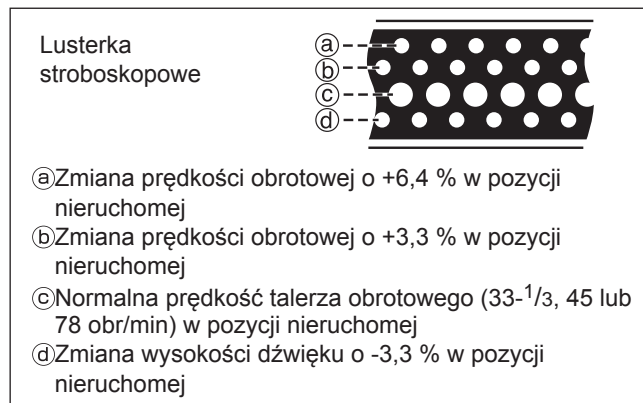 Lusterka
stroboskopowe
ⓐ
ⓑ
ⓒ
ⓓ
ⓐZmiana prędkości obrotowej o +6,4 % w pozycji
nieruchomej
ⓑZmiana prędkości obrotowej o +3,3 % w pozycji
nieruchomej
ⓒNormalna prędkość talerza obrotowego (33-1/3, 45 lub
78 obr/min) w pozycji nieruchomej
ⓓZmiana wysokości dźwięku o -3,3 % w pozycji
nieruchomej